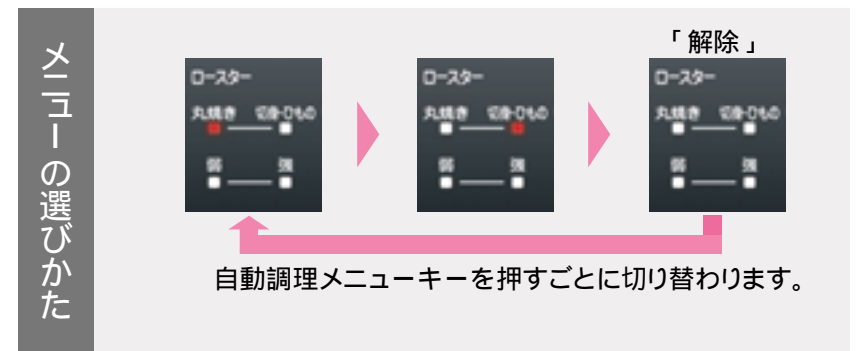 メニューの選びかた
「解除」
ロースター
丸焼き 切身・ひもの
弱 強
ロースター
丸焼き 切身・ひもの
弱 強
ロースター
丸焼き 切身・ひもの
弱 強
自動調理メニューキーを押すごとに切り替わります。